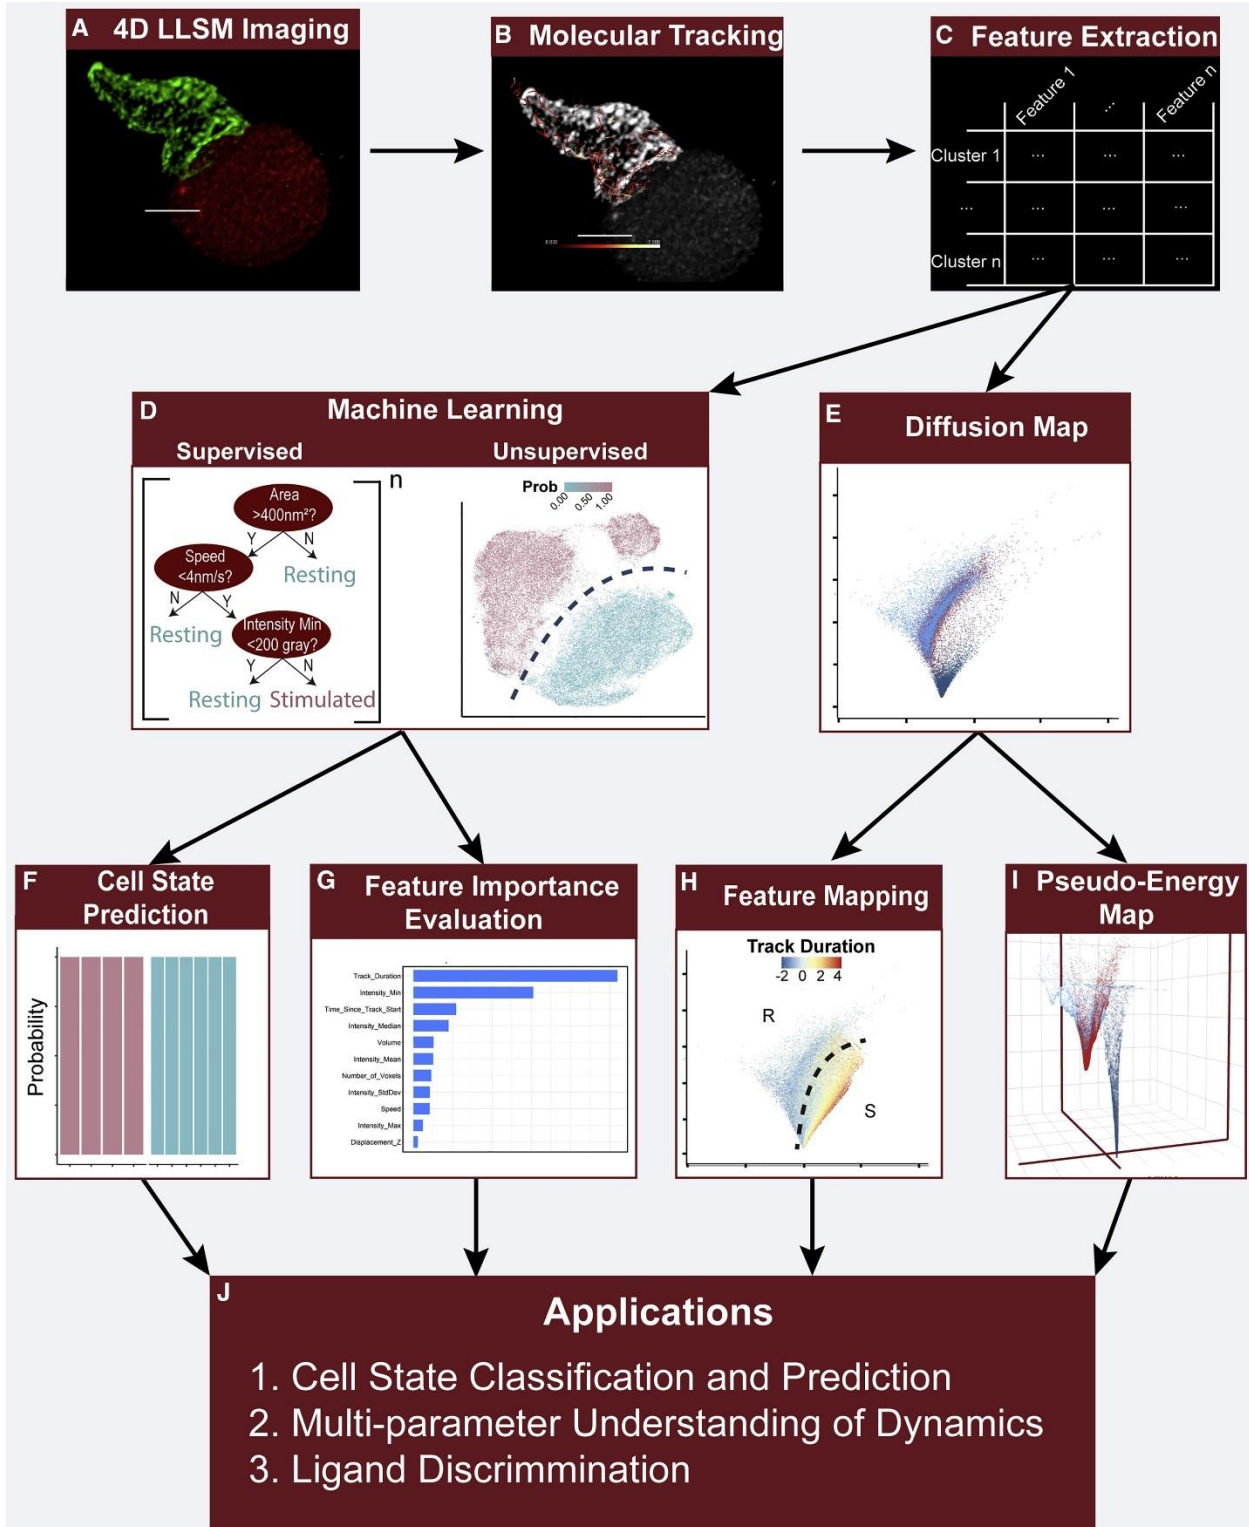 A 4D LLSM Imaging
B Molecular Tracking
C Feature Extraction
Feature 1
...
Feature n
Cluster 1 ... ... ...
... ... ... ...
Cluster n ... ... ...
D Machine Learning
Supervised
Unsupervised
n
Area
>400nm²?
Y N
Speed
<4nm/s?
Resting
N Y
Resting
Intensity Min
<200 gray?
Y N
Resting Stimulated
Prob
0.00 0.50 1.00
E Diffusion Map
F Cell State
Prediction
Probability
G Feature Importance
Evaluation
Track_Duration
Intensity_Min
Time_Since_Track_Start
Intensity_Median
Volume
Intensity_Mean
Number_of_Voxels
Intensity_StdDev
Speed
Intensity_Max
Displacement_Z
H Feature Mapping
Track Duration
-2 0 2 4
R
S
I Pseudo-Energy
Map
J Applications
1. Cell State Classification and Prediction
2. Multi-parameter Understanding of Dynamics
3. Ligand Discrimmination